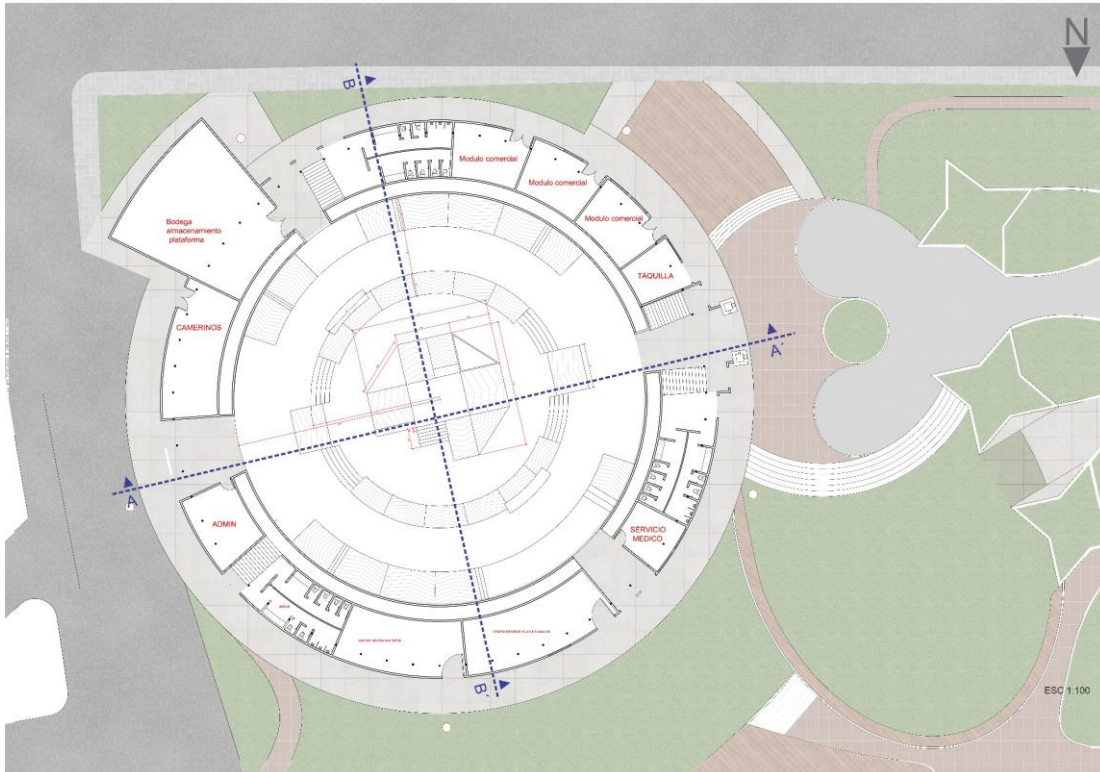 N
B
Modulo comercial
Modulo comercial
Modulo comercial
Bodega
almacenamiento
plataforma
TAQUILLA
CAMERINOS
A'
A
ADMIN
SERVICIO
MEDICO
B'
ESC 1:100